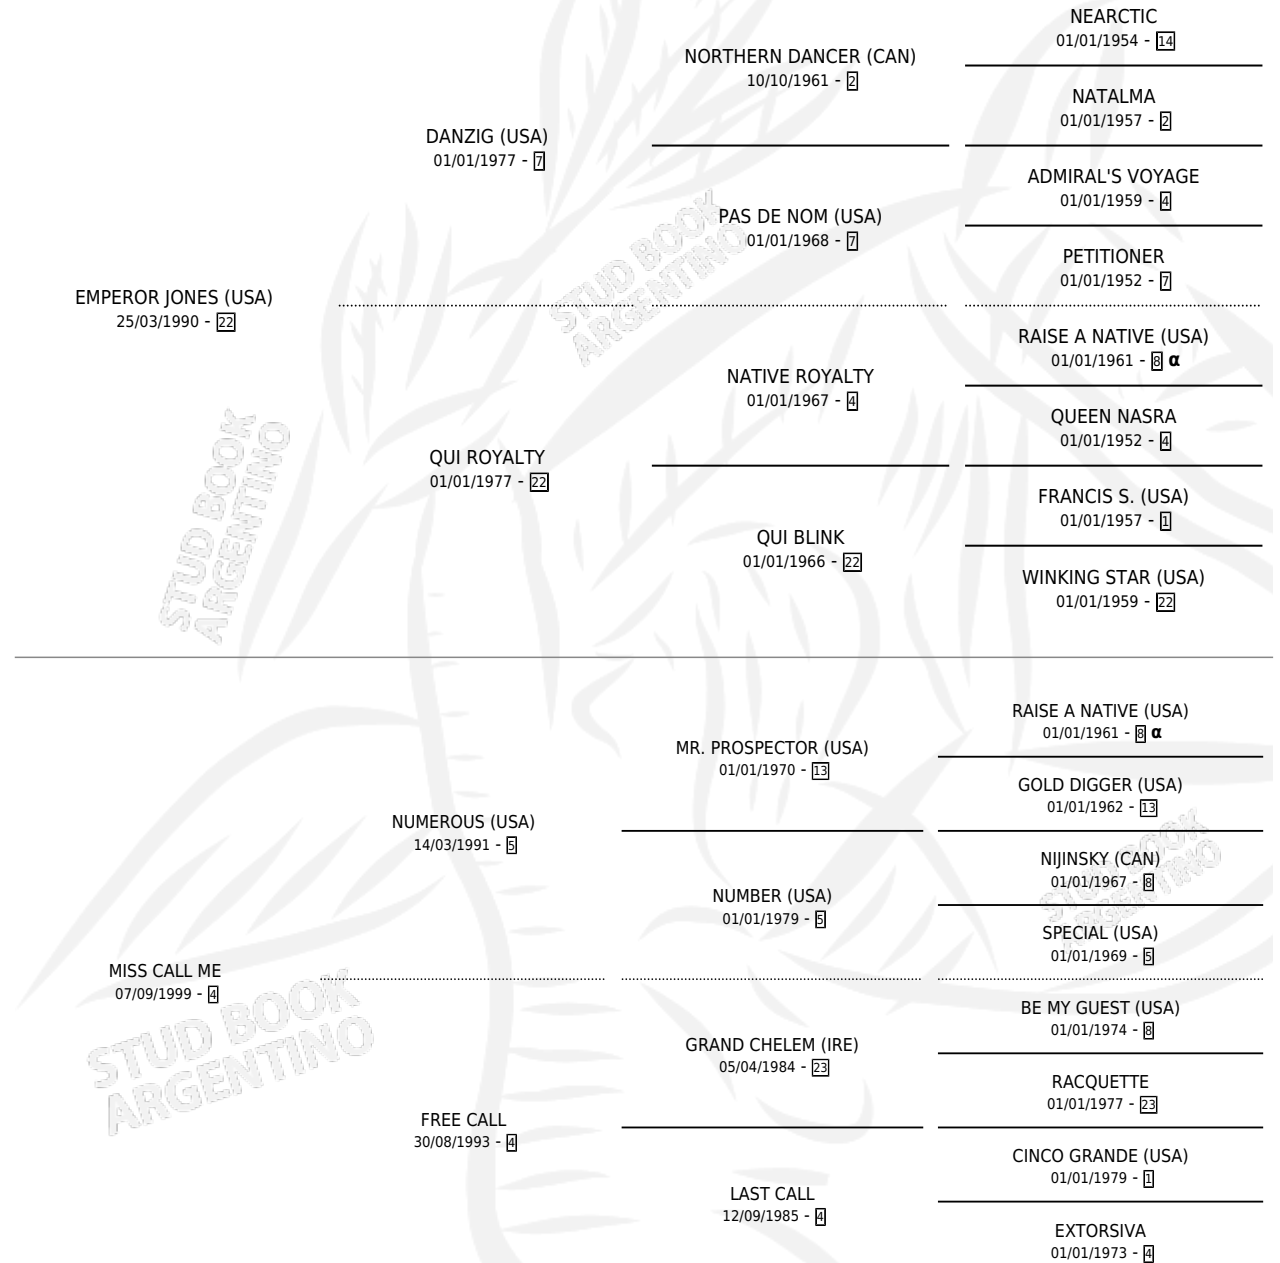 NEARCTIC
01/01/1954 - 14
NORTHERN DANCER (CAN)
10/10/1961 - 2
NATALMA
01/01/1957 - 2
DANZIG (USA)
01/01/1977 - 7
ADMIRAL'S VOYAGE
01/01/1959 - 4
PAS DE NOM (USA)
01/01/1968 - 7
PETITIONER
01/01/1952 - 7
EMPEROR JONES (USA)
25/03/1990 - 22
RAISE A NATIVE (USA)
01/01/1961 - 8 α
NATIVE ROYALTY
01/01/1967 - 4
QUEEN NASRA
01/01/1952 - 4
QUI ROYALTY
01/01/1977 - 22
FRANCIS S. (USA)
01/01/1957 - 1
QUI BLINK
01/01/1966 - 22
WINKING STAR (USA)
01/01/1959 - 22
RAISE A NATIVE (USA)
01/01/1961 - 8 α
MR. PROSPECTOR (USA)
01/01/1970 - 13
GOLD DIGGER (USA)
01/01/1962 - 13
NUMEROUS (USA)
14/03/1991 - 5
NIJINSKY (CAN)
01/01/1967 - 8
NUMBER (USA)
01/01/1979 - 5
SPECIAL (USA)
01/01/1969 - 5
MISS CALL ME
07/09/1999 - 4
BE MY GUEST (USA)
01/01/1974 - 8
GRAND CHELEM (IRE)
05/04/1984 - 23
RACQUETTE
01/01/1977 - 23
FREE CALL
30/08/1993 - 4
CINCO GRANDE (USA)
01/01/1979 - 1
LAST CALL
12/09/1985 - 4
EXTORSIVA
01/01/1973 - 4
STUD BOOK
ARGENTINO
STUD BOOK
ARGENTINO
STUD BOOK
ARGENTINO
STUD BOOK
ARGENTINO